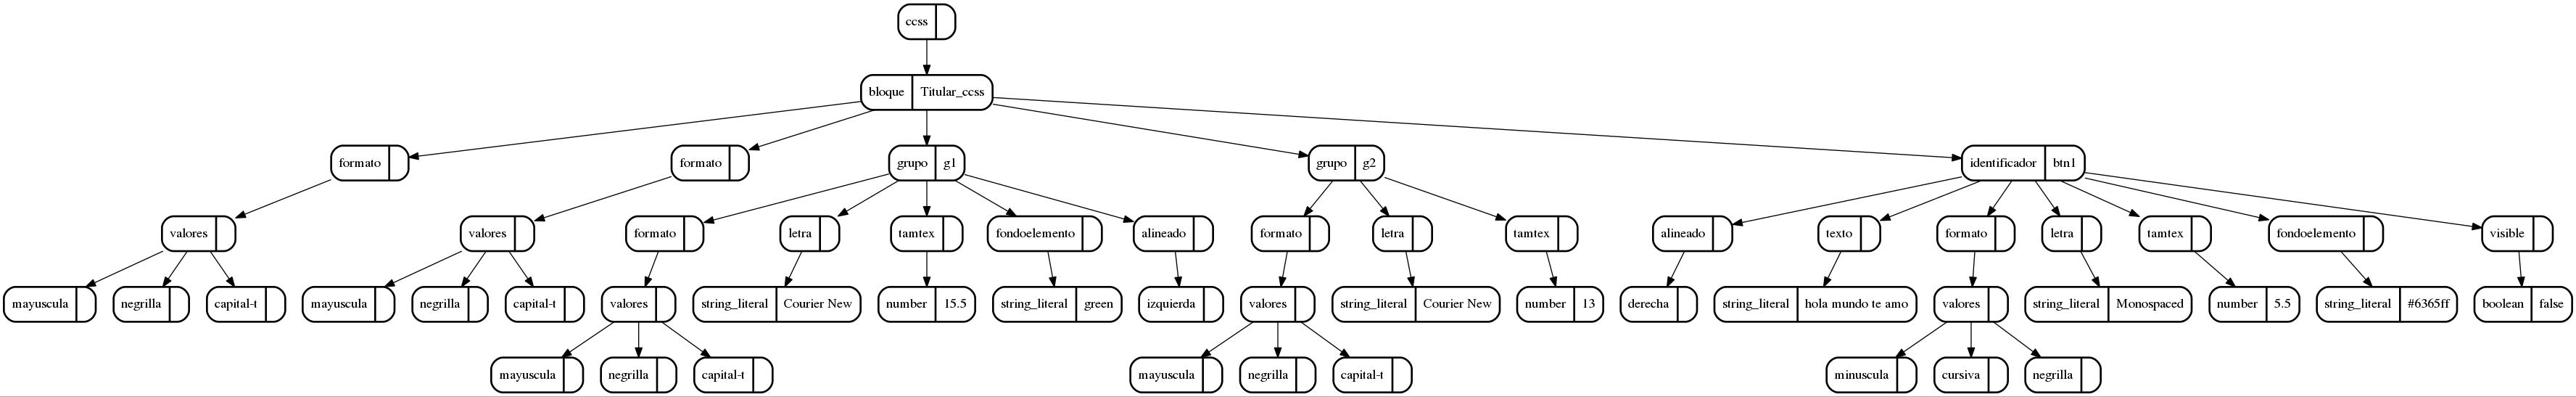 ccss
bloque Titular_ccss
formato formato grupo g1 grupo g2 identificador btn1
valores valores formato letra tamtex fondoelemento alineado formato letra tamtex alineado texto formato letra tamtex fondoelemento visible
mayuscula negrilla capital-t mayuscula negrilla capital-t valores string_literal Courier New number 15.5 string_literal green izquierda valores string_literal Courier New number 13 derecha string_literal hola mundo te amo valores string_literal Monospaced number 5.5 string_literal #6365ff boolean false
mayuscula negrilla capital-t mayuscula negrilla capital-t minuscula cursiva negrilla